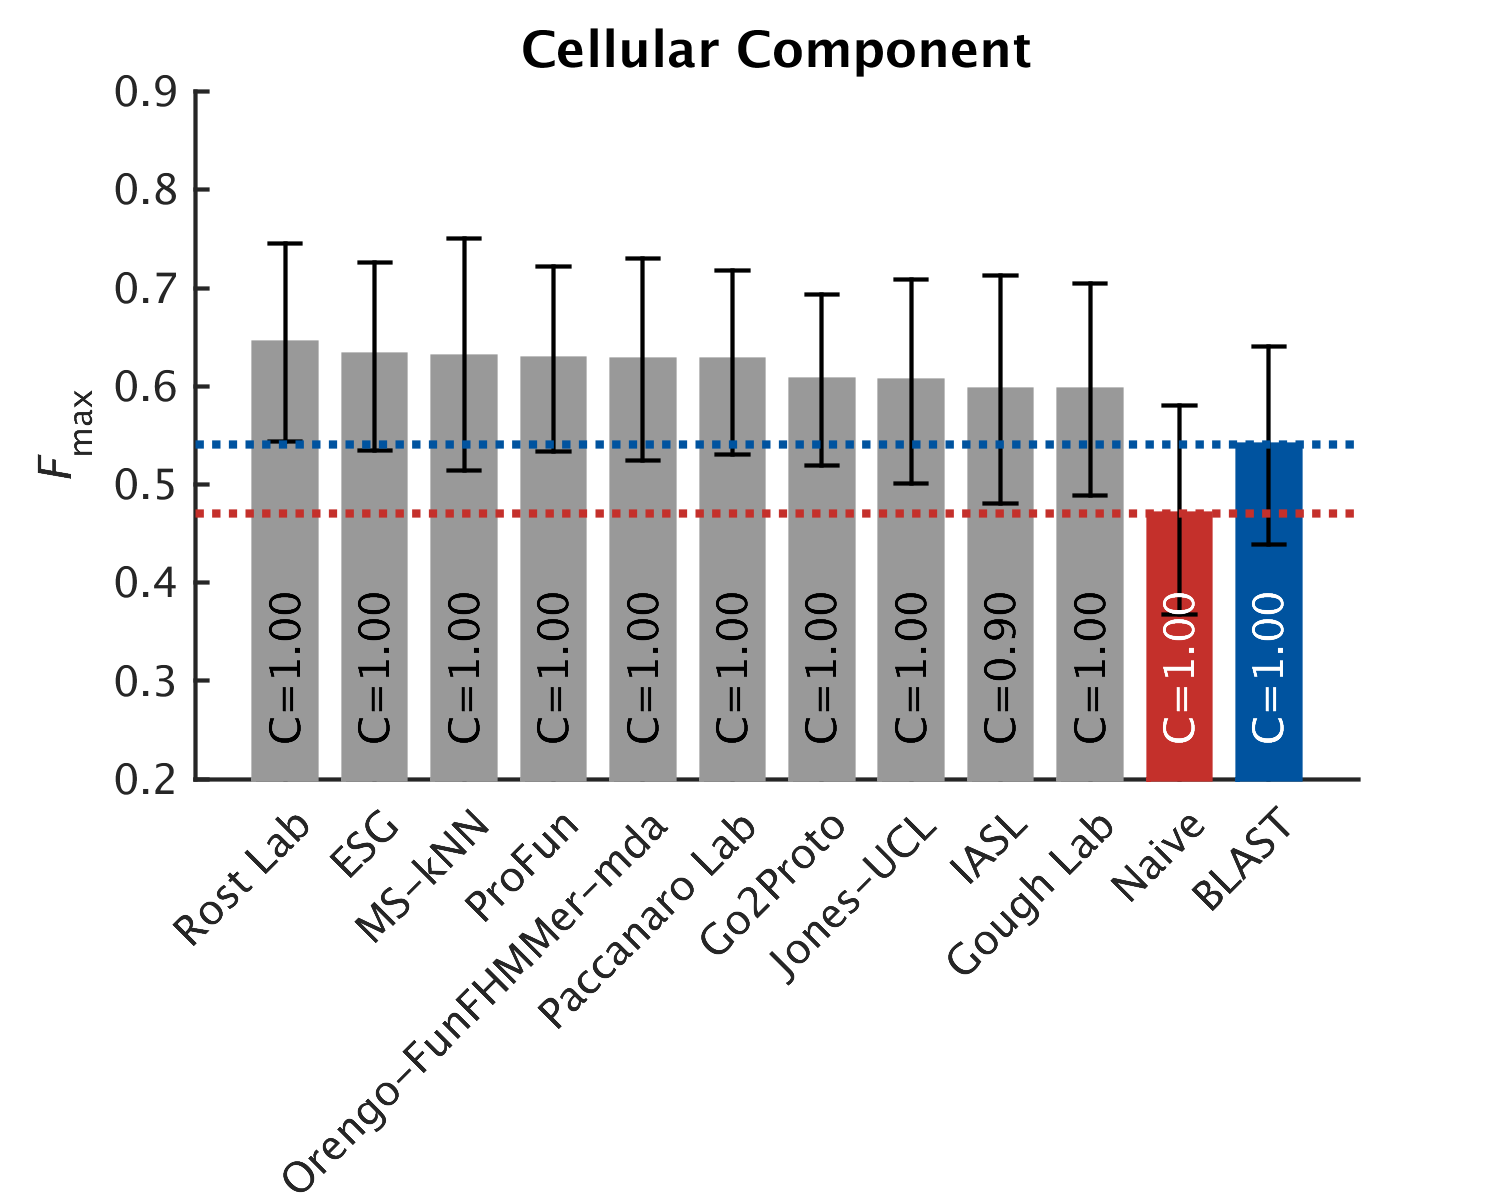 Cellular Component
0.9
0.8
0.7
0.6
0.5
0.4
0.3
0.2
Fmax
C=1.00
C=1.00
C=1.00
C=1.00
C=1.00
C=1.00
C=1.00
C=1.00
C=0.90
C=1.00
C=1.00
C=1.00
Rost Lab
ESG
MS-kNN
ProFun
Orengo-FunFHMMer-mda
Paccanaro Lab
Go2Proto
Jones-UCL
IASL
Gough Lab
Naive
BLAST